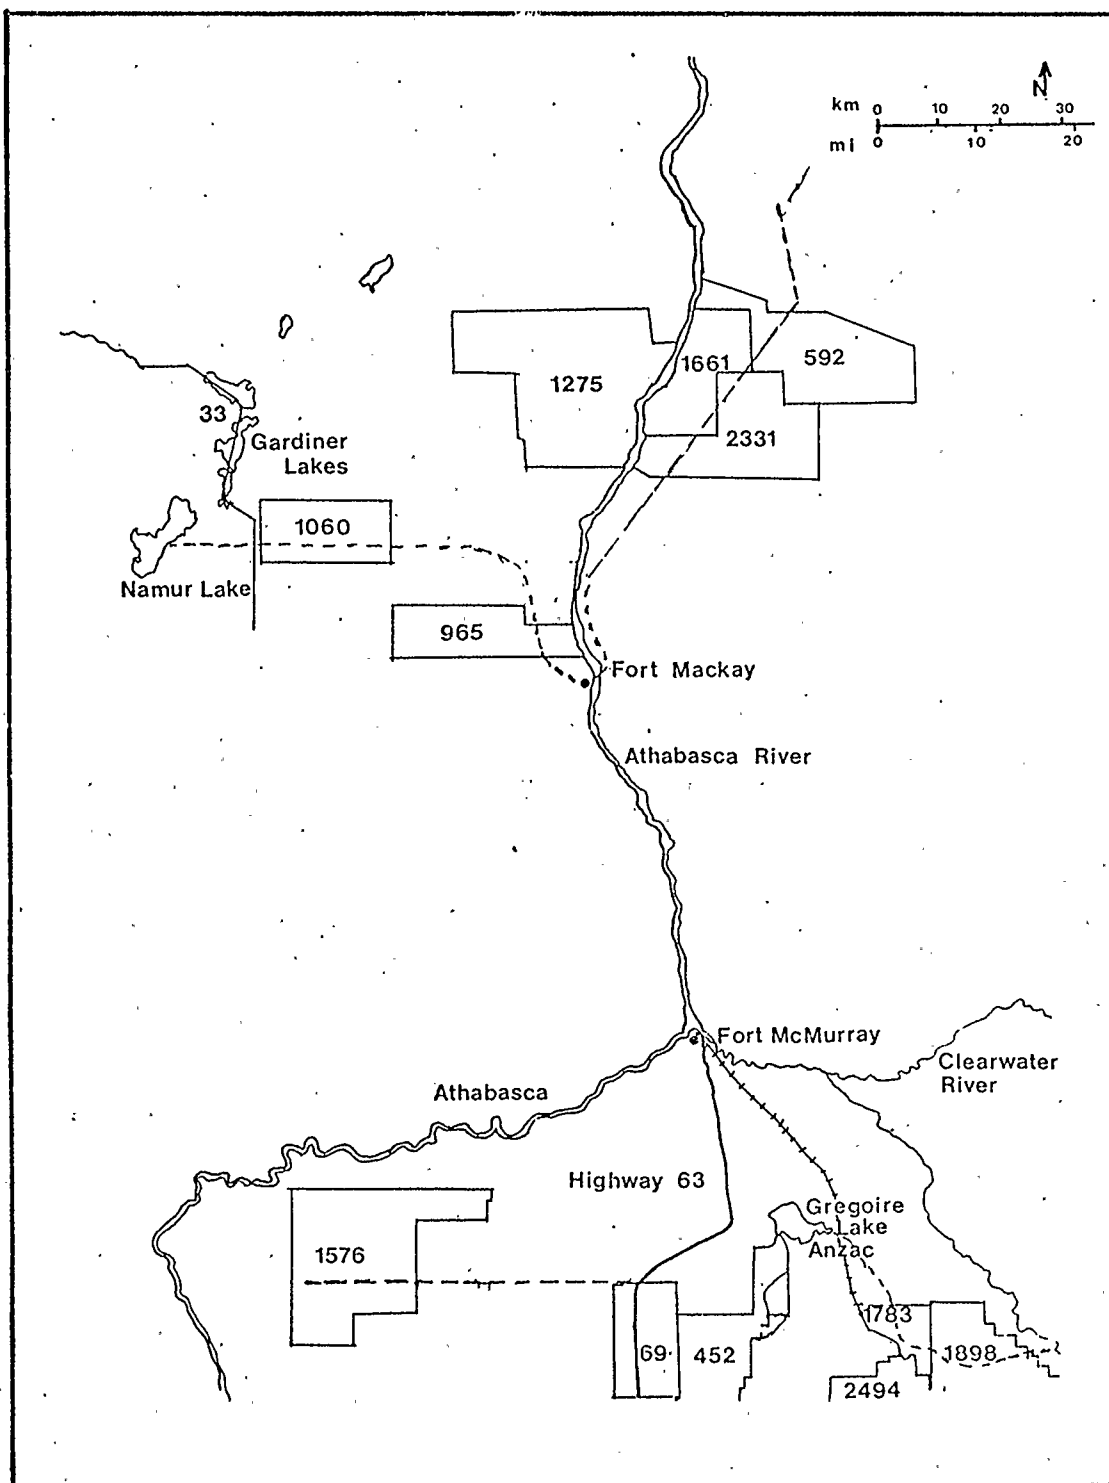 N
km 0 10 20 30
mi 0 10 20
592
1661
1275
33
2331
Gardiner
Lakes
1060
Namur Lake
965
Fort Mackay
Athabasca River
Fort McMurray
Clearwater
River
Athabasca
Highway 63
Gregoire
Lake
Anzac
1576
1783
69
452
1898
2494